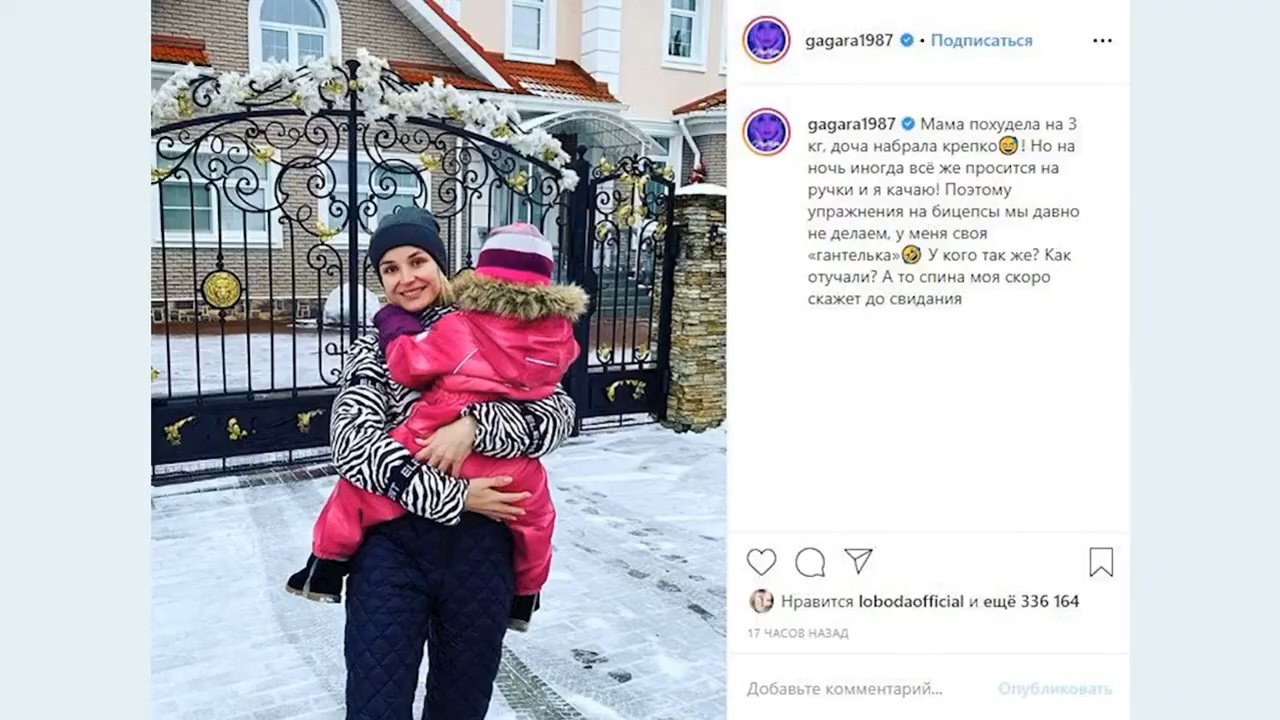 gagara1987 • Подписаться
gagara1987 Мама похудела на 3
кг, доча набрала крепко😅! Но на
ночь иногда всё же просится на
ручки и я качаю! Поэтому
упражнения на бицепсы мы давно
не делаем, у меня своя
«гантелька»🤣 У кого так же? Как
отучали? А то спина моя скоро
скажет до свидания
Нравится lobodaofficial и ещё 336 164
17 ЧАСОВ НАЗАД
Добавьте комментарий... Опубликовать